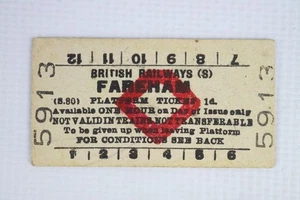 7 8 9 10 11 12
BRITISH RAILWAYS (S)
FAREHAM
(S.80) PLATFORM TICKET 1d.
Available ONE HOUR on Day of Issue only
NOT VALID IN TRAINS. NOT TRANSFERABLE
To be given up when leaving Platform
FOR CONDITIONS SEE BACK
1 2 3 4 5 6
5913
5913